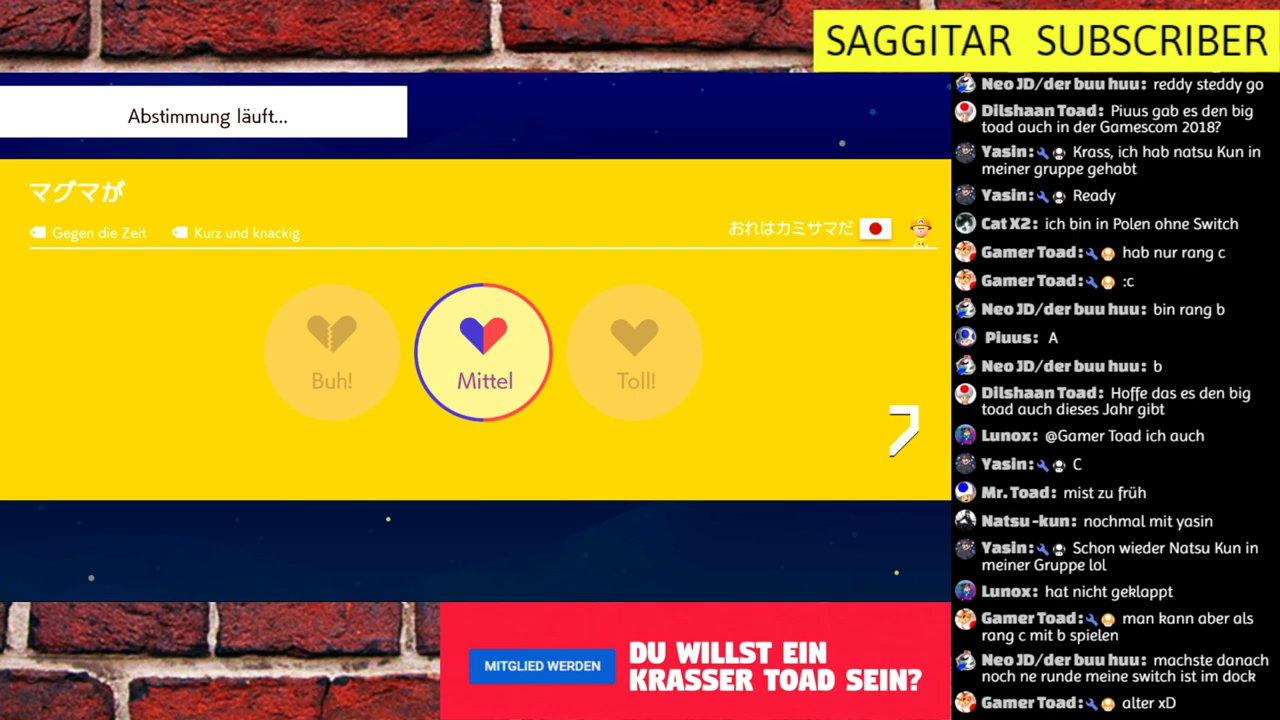 SAGGITAR SUBSCRIBER
Abstimmung läuft...
マグマが
Gegen die Zeit
Kurz und knackig
おれはカミサマだ
Buh!
Mittel
Toll!
7
MITGLIED WERDEN
DU WILLST EIN
KRASSER TOAD SEIN?
Neo JD/der buu huu: reddy steddy go
Dilshaan Toad: Piuus gab es den big
toad auch in der Gamescom 2018?
Yasin: Krass, ich hab natsu Kun in
meiner gruppe gehabt
Yasin: Ready
Cat X2: ich bin in Polen ohne Switch
Gamer Toad: hab nur rang c
Gamer Toad: :c
Neo JD/der buu huu: bin rang b
Piuus: A
Neo JD/der buu huu: b
Dilshaan Toad: Hoffe das es den big
toad auch dieses Jahr gibt
Lunox: @Gamer Toad ich auch
Yasin: C
Mr. Toad: mist zu früh
Natsu-kun: nochmal mit yasin
Yasin: Schon wieder Natsu Kun in
meiner Gruppe lol
Lunox: hat nicht geklappt
Gamer Toad: man kann aber als
rang c mit b spielen
Neo JD/der buu huu: machste danach
noch ne runde meine switch ist im dock
Gamer Toad: alter xD